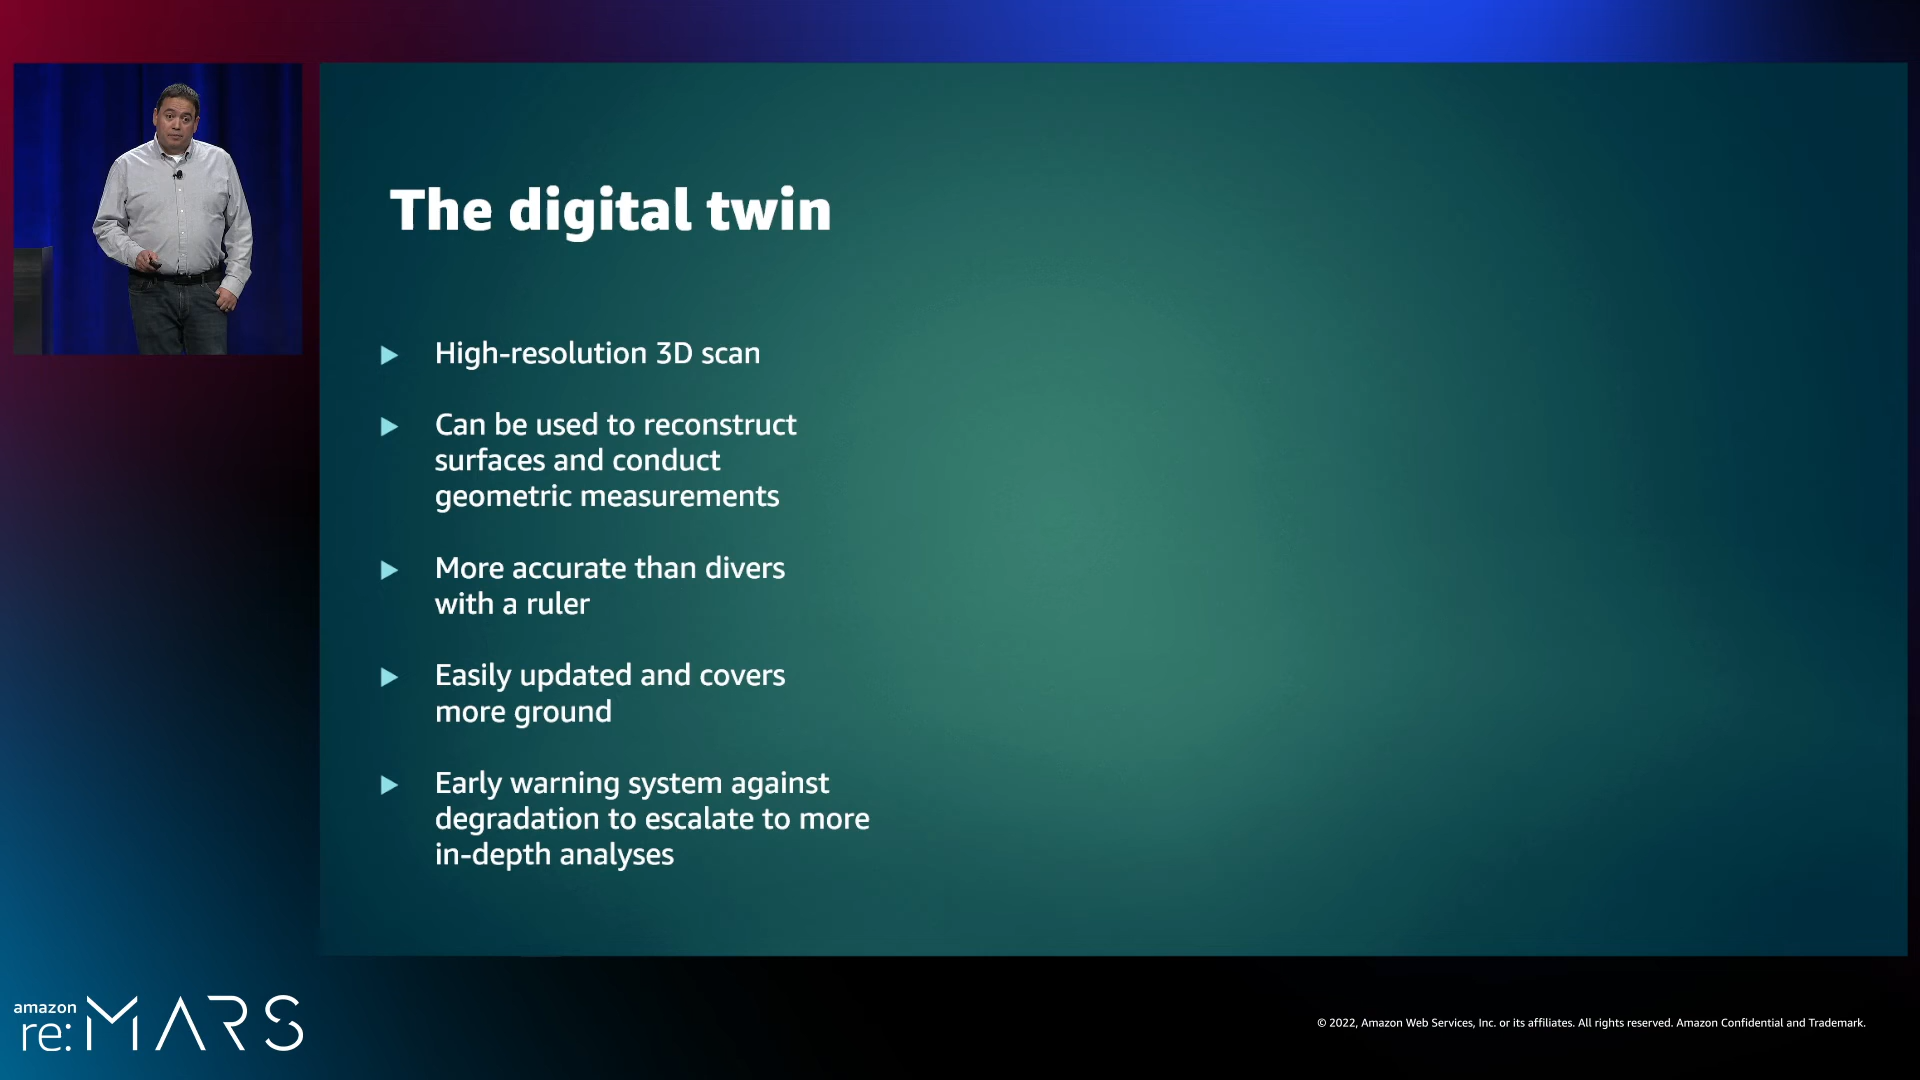 The digital twin
High-resolution 3D scan
Can be used to reconstruct
surfaces and conduct
geometric measurements
More accurate than divers
with a ruler
Easily updated and covers
more ground
Early warning system against
degradation to escalate to more
in-depth analyses
amazon
re:MARS
© 2022, Amazon Web Services, Inc. or its affiliates. All rights reserved. Amazon Confidential and Trademark.